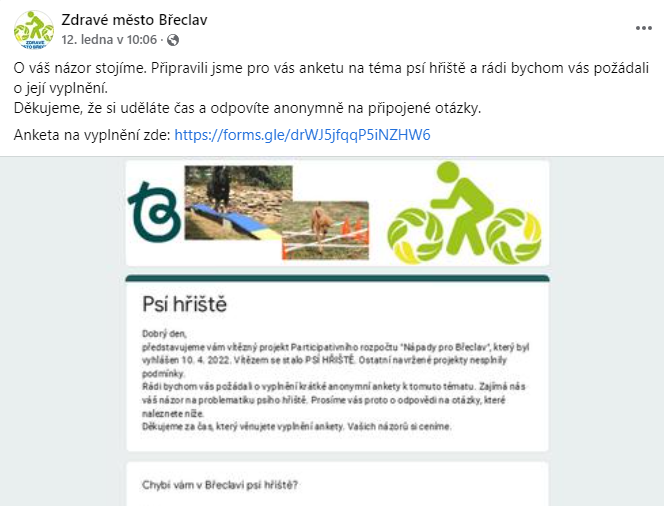 Zdravé město Břeclav
12. ledna v 10:06 ·
O váš názor stojíme. Připravili jsme pro vás anketu na téma psí hřiště a rádi bychom vás požádali
o její vyplnění.
Děkujeme, že si uděláte čas a odpovíte anonymně na připojené otázky.
Anketa na vyplnění zde: https://forms.gle/drWJ5jfqqP5iNZHW6
Psí hřiště
Dobrý den,
představujeme vám vítězný projekt Participativního rozpočtu "Nápady pro Břeclav", který byl
vyhlášen 10. 4. 2022. Vítězem se stalo PSÍ HŘIŠTĚ. Ostatní navržené projekty nesplnily
podmínky.
Rádi bychom vás požádali o vyplnění krátké anonymní ankety k tomuto tématu. Zajímá nás
váš názor na problematiku psího hřiště. Prosíme vás proto o odpovědi na otázky, které
naleznete níže.
Děkujeme za čas, který věnujete vyplnění ankety. Vašich názorů si ceníme.
Chybí vám v Břeclavi psí hřiště?